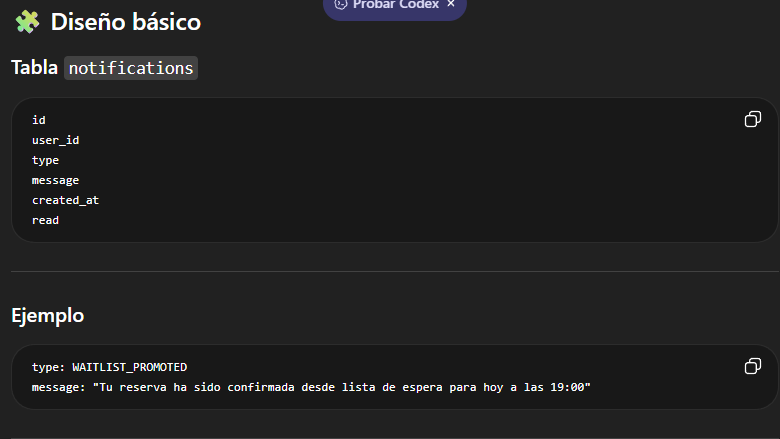 Probar Codex ×
Diseño básico
Tabla notifications
id
user_id
type
message
created_at
read
Ejemplo
type: WAITLIST_PROMOTED
message: "Tu reserva ha sido confirmada desde lista de espera para hoy a las 19:00"